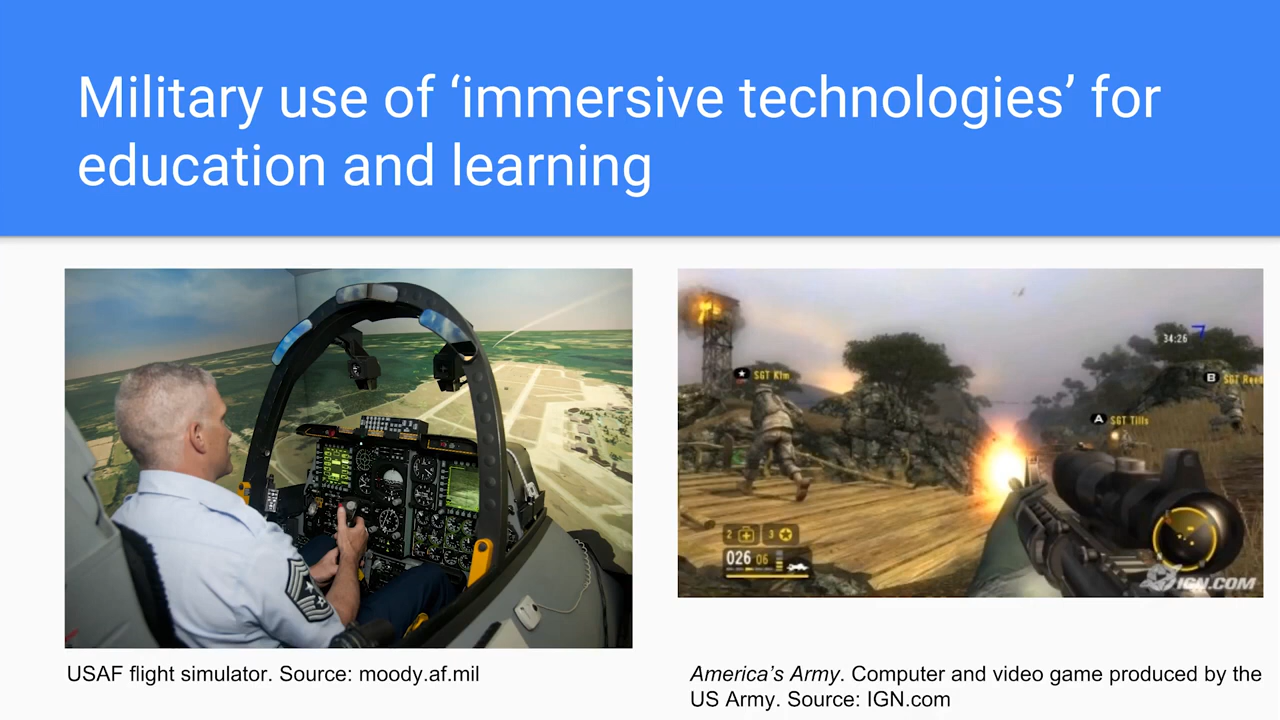 Military use of ‘immersive technologies’ for
education and learning
34:26
SGT Kim
B SGT Reed
A SGT Tills
2 3
026 06
IGN.COM
USAF flight simulator. Source: moody.af.mil
America’s Army. Computer and video game produced by the
US Army. Source: IGN.com